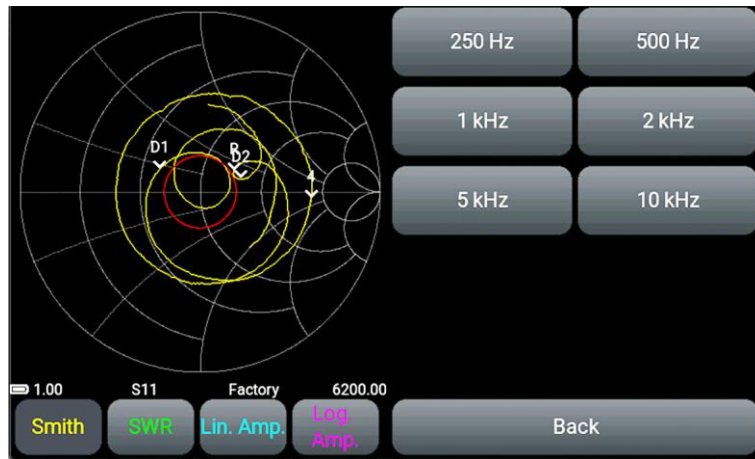 250 Hz
500 Hz
1 kHz
2 kHz
5 kHz
10 kHz
D1
R
D2
4
1.00
S11
Factory
6200.00
Smith
SWR
Lin. Amp.
Log.
Amp.
Back